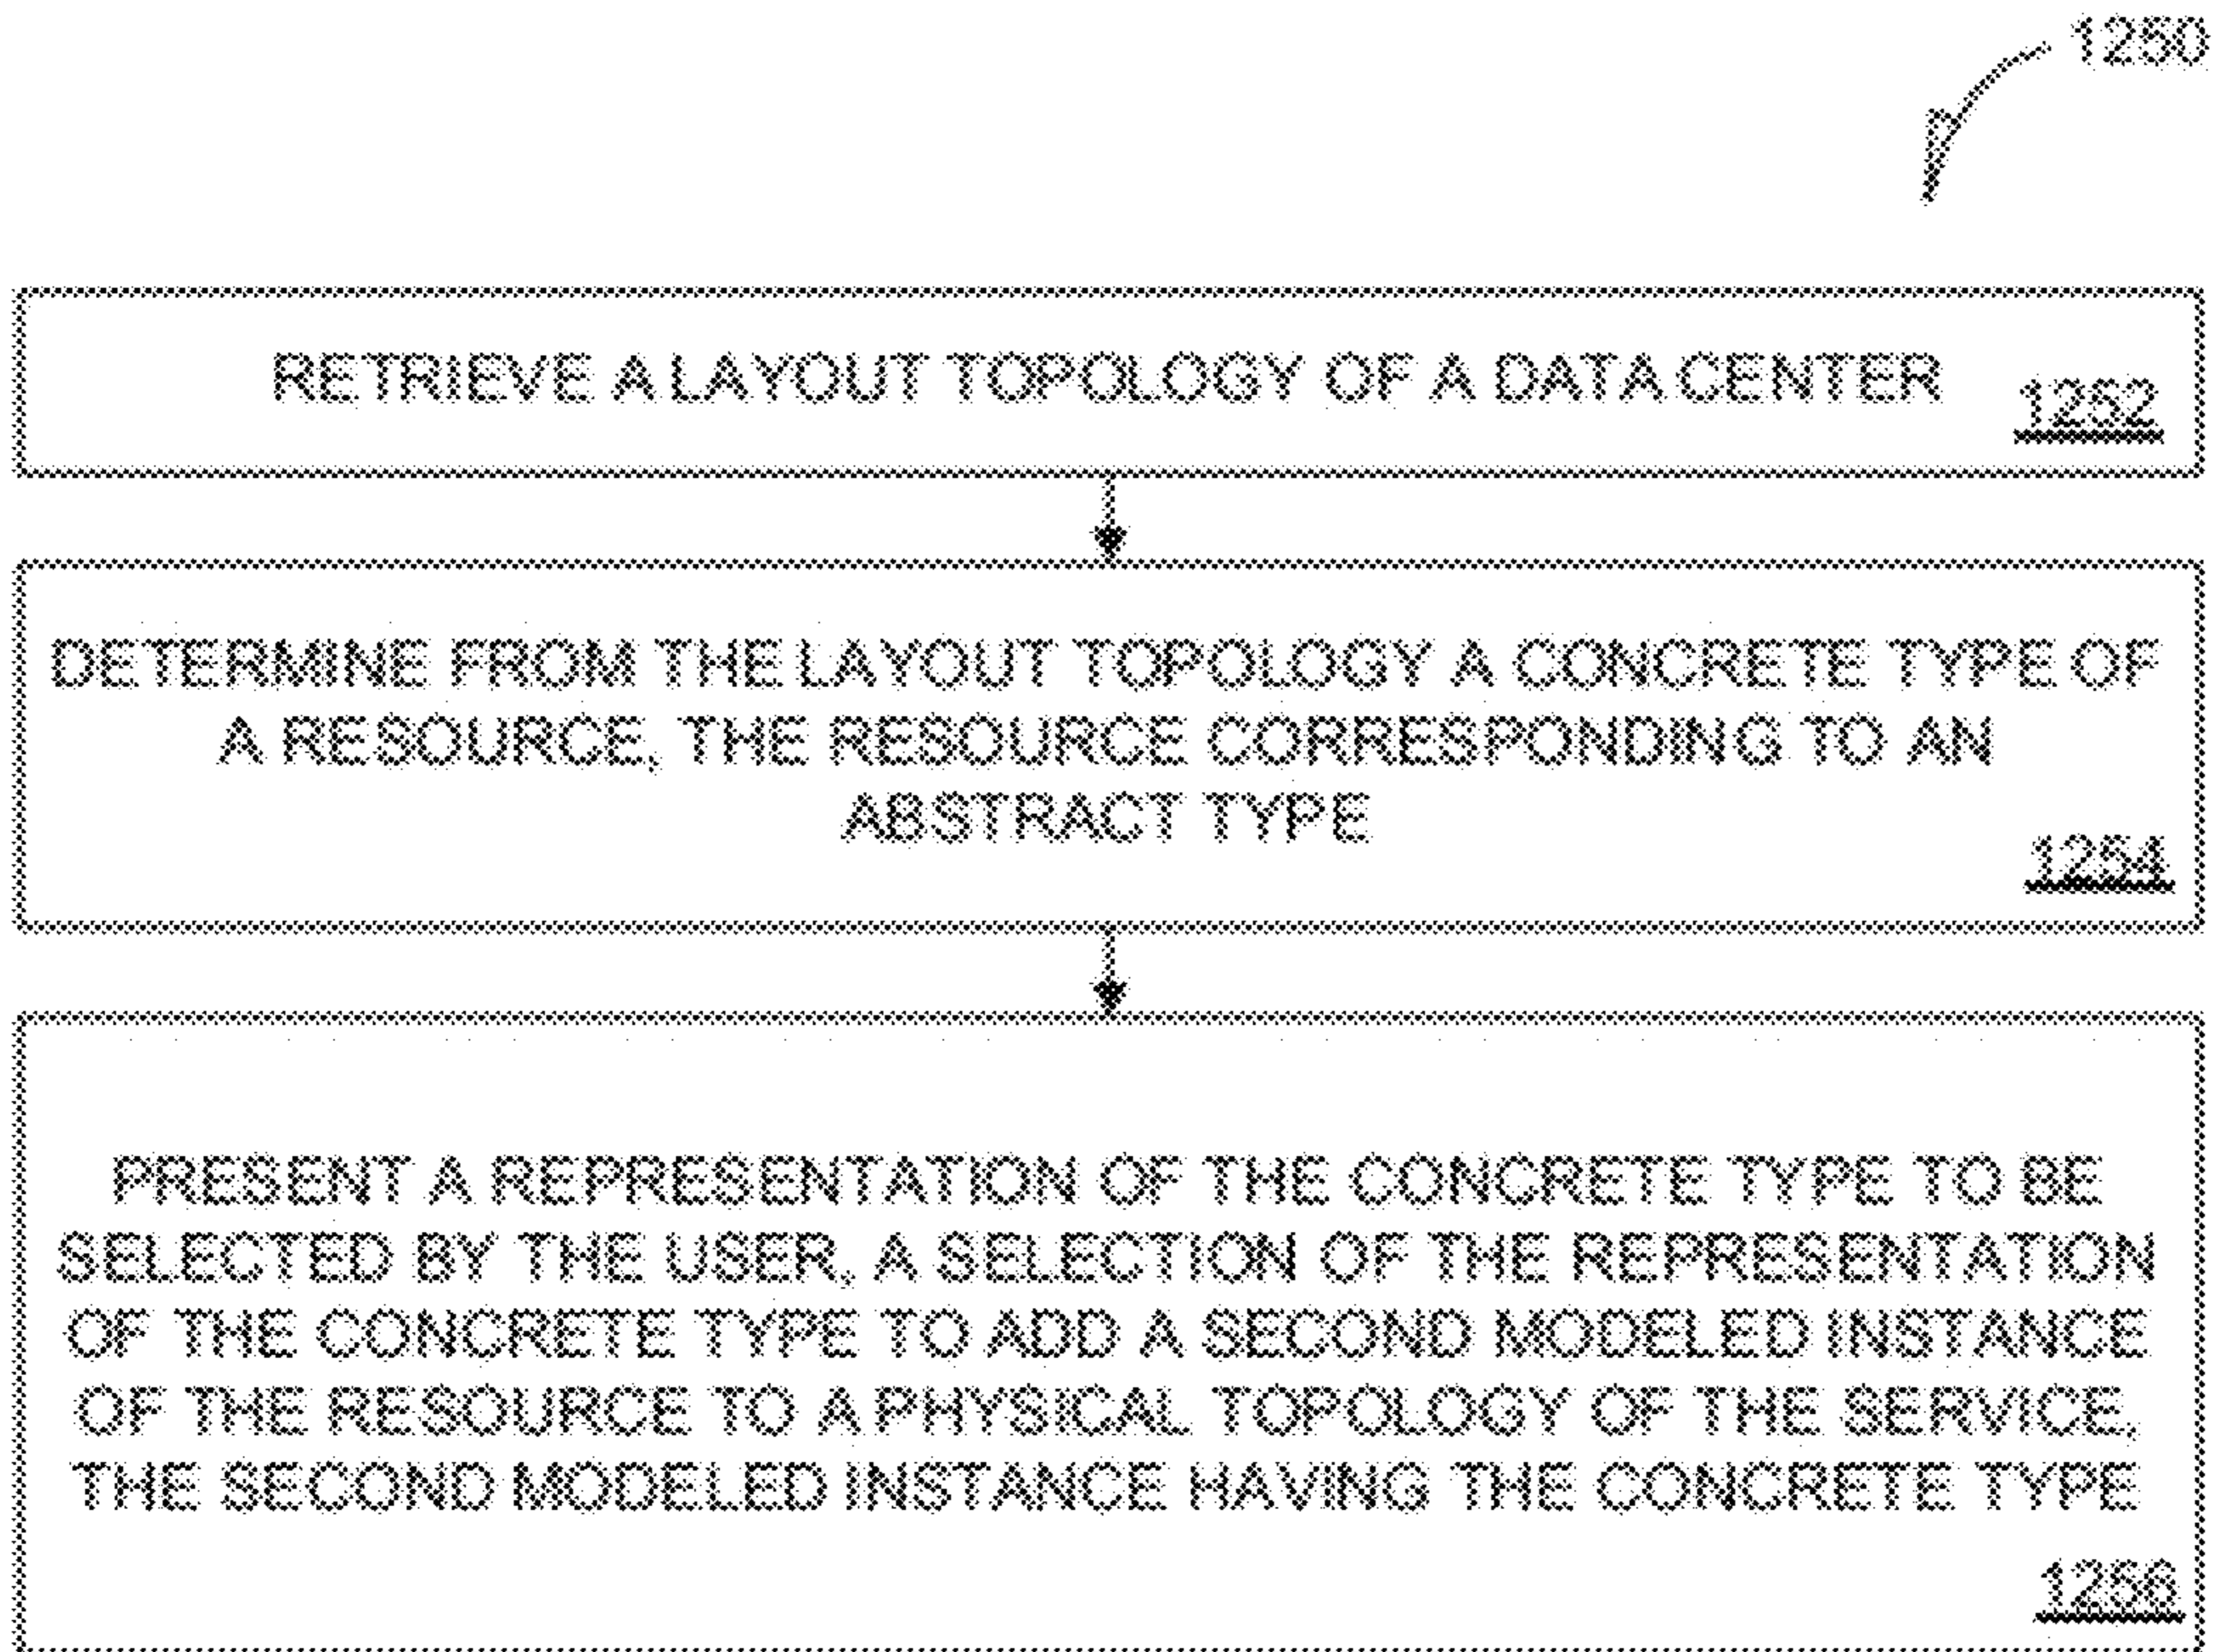 1250
RETRIEVE A LAYOUT TOPOLOGY OF A DATA CENTER
1252
DETERMINE FROM THE LAYOUT TOPOLOGY A CONCRETE TYPE OF
A RESOURCE, THE RESOURCE CORRESPONDING TO AN
ABSTRACT TYPE
1254
PRESENT A REPRESENTATION OF THE CONCRETE TYPE TO BE
SELECTED BY THE USER, A SELECTION OF THE REPRESENTATION
OF THE CONCRETE TYPE TO ADD A SECOND MODELED INSTANCE
OF THE RESOURCE TO A PHYSICAL TOPOLOGY OF THE SERVICE,
THE SECOND MODELED INSTANCE HAVING THE CONCRETE TYPE
1256